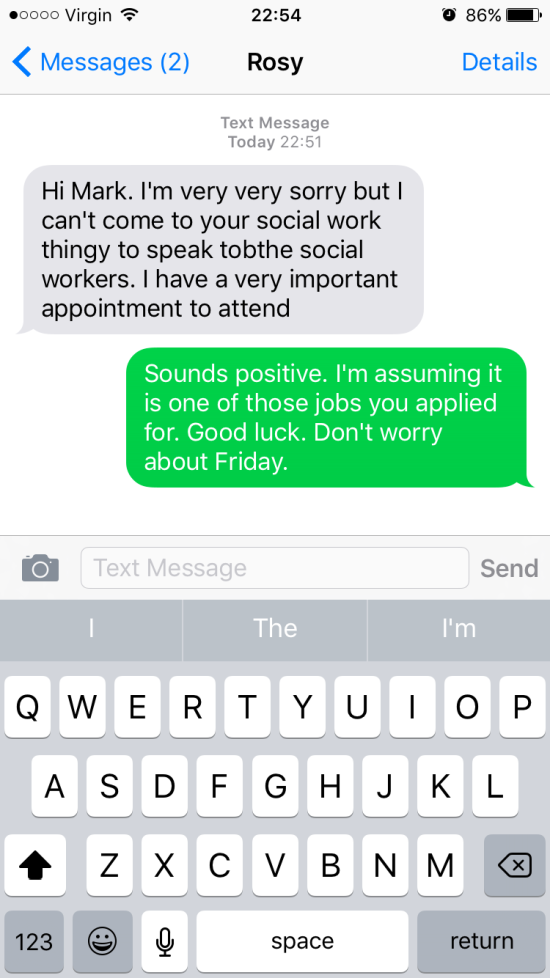 Virgin 22:54 86%
Messages (2) Rosy Details
Text Message
Today 22:51
Hi Mark. I'm very very sorry but I
can't come to your social work
thingy to speak tobthe social
workers. I have a very important
appointment to attend
Sounds positive. I'm assuming it
is one of those jobs you applied
for. Good luck. Don't worry
about Friday.
Text Message Send
I The I'm
Q W E R T Y U I O P
A S D F G H J K L
Z X C V B N M
123 space return